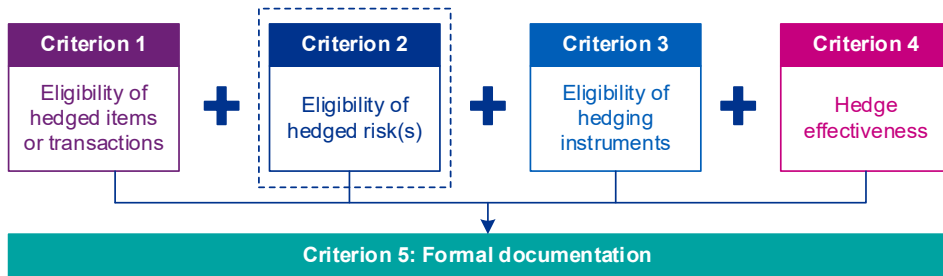 Criterion 1
Eligibility of
hedged items
or transactions
Criterion 2
Eligibility of
hedged risk(s)
Criterion 3
Eligibility of
hedging
instruments
Criterion 4
Hedge
effectiveness
Criterion 5: Formal documentation